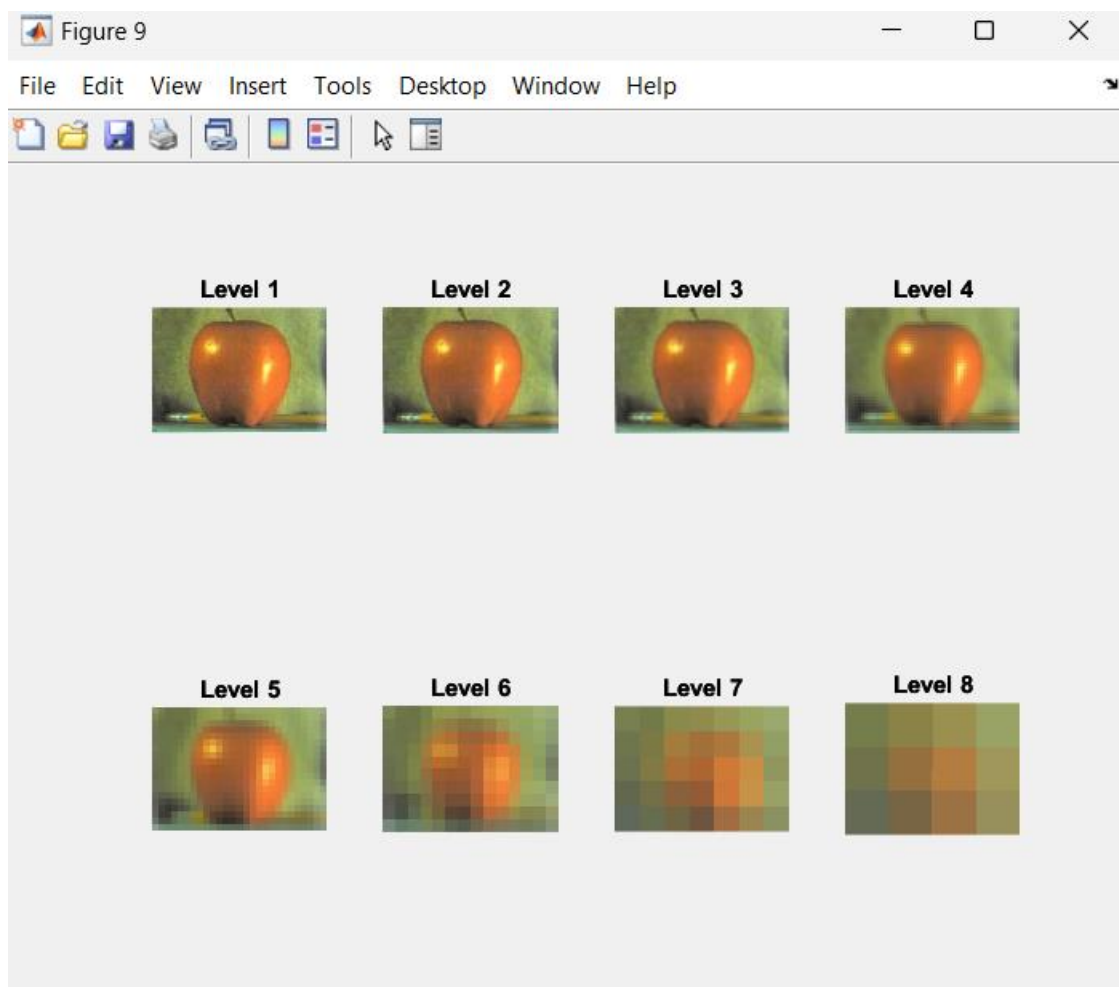 Figure 9
File Edit View Insert Tools Desktop Window Help
Level 1 Level 2 Level 3 Level 4
Level 5 Level 6 Level 7 Level 8